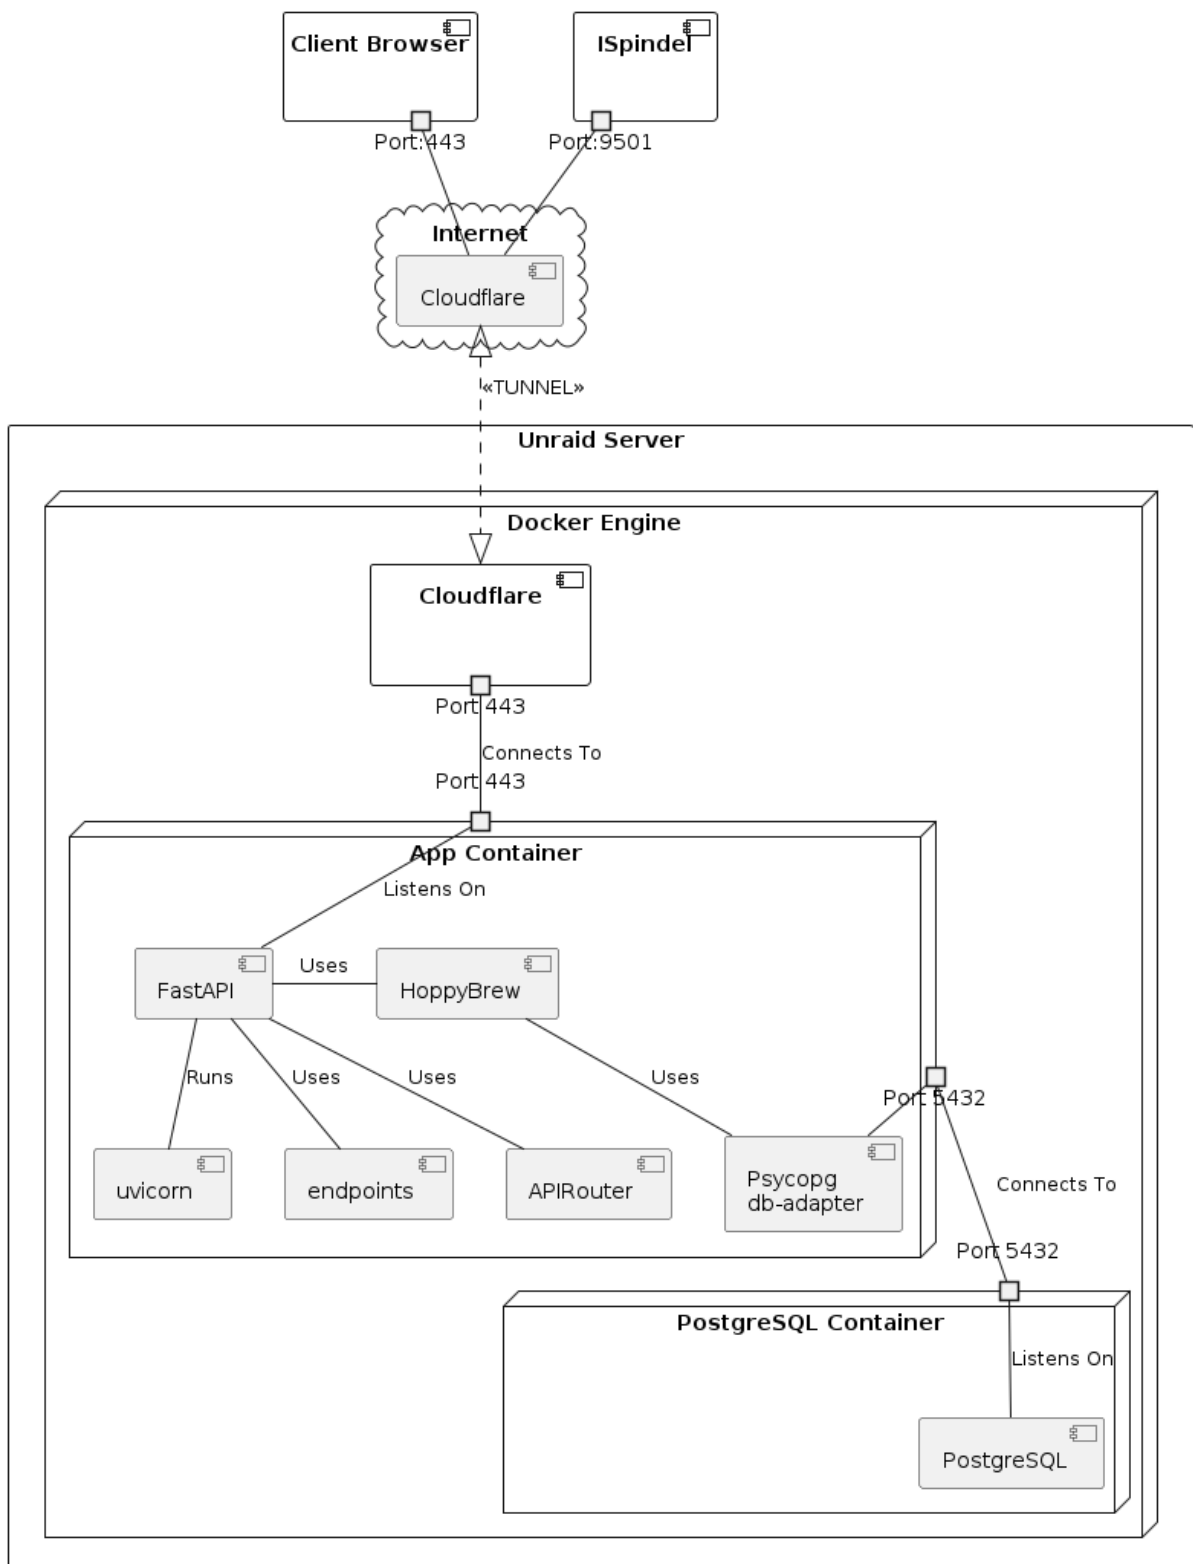 Client Browser
ISpindel
Port:443
Port:9501
Internet
Cloudflare
«TUNNEL»
Unraid Server
Docker Engine
Cloudflare
Port 443
Connects To
Port 443
App Container
Listens On
FastAPI
Uses
HoppyBrew
Runs
Uses
Uses
Uses
Port 5432
uvicorn
endpoints
APIRouter
Psycopg
db-adapter
Connects To
Port 5432
PostgreSQL Container
Listens On
PostgreSQL